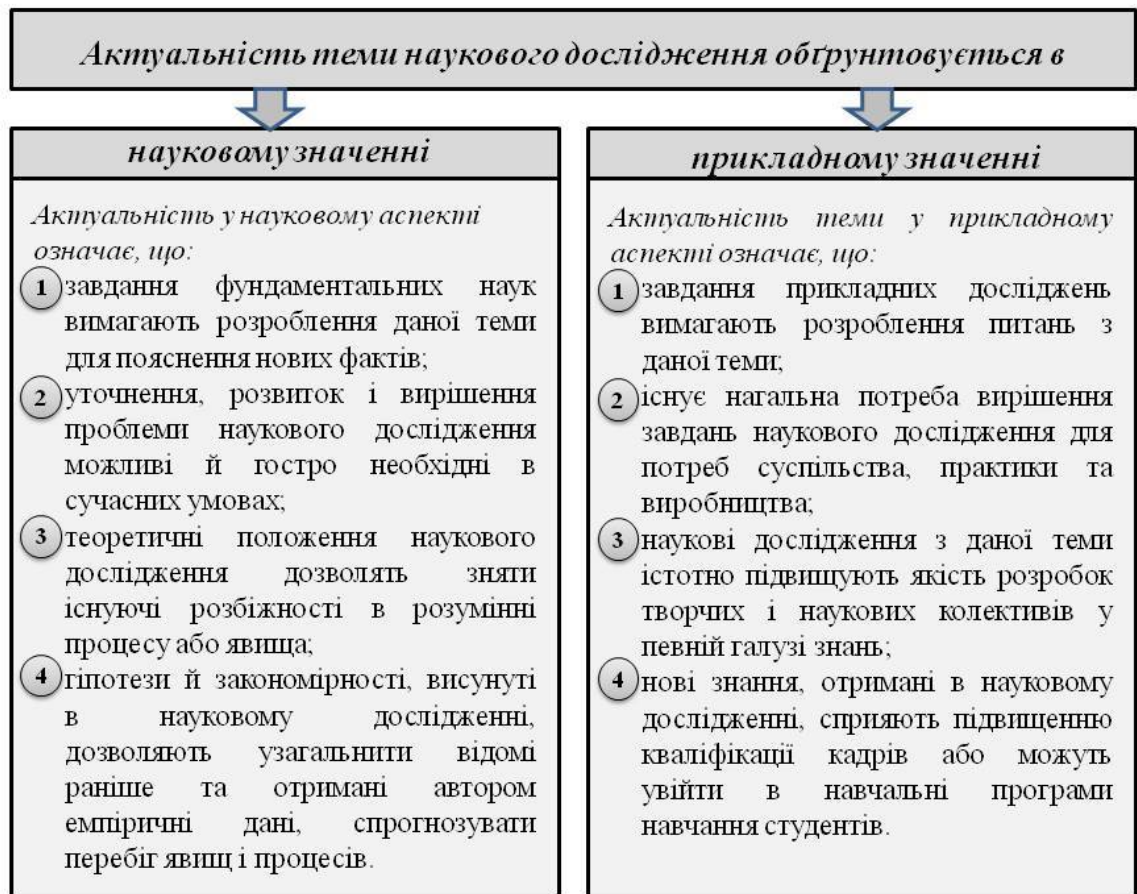 Актуальність теми наукового дослідження обґрунтовується в
науковому значенні
Актуальність у науковому аспекті
означає, що:
1 завдання фундаментальних наук
вимагають розроблення даної теми
для пояснення нових фактів;
2 уточнення, розвиток і вирішення
проблеми наукового дослідження
можливі й гостро необхідні в
сучасних умовах;
3 теоретичні положення наукового
дослідження дозволять зняти
існуючі розбіжності в розумінні
процесу або явища;
4 гіпотези й закономірності, висунуті
в науковому дослідженні,
дозволяють узагальнити відомі
раніше та отримані автором
емпіричні дані, спрогнозувати
перебіг явищ і процесів.
прикладному значенні
Актуальність теми у прикладному
аспекті означає, що:
1 завдання прикладних досліджень
вимагають розроблення питань з
даної теми;
2 існує нагальна потреба вирішення
завдань наукового дослідження для
потреб суспільства, практики та
виробництва;
3 наукові дослідження з даної теми
істотно підвищують якість розробок
творчих і наукових колективів у
певній галузі знань;
4 нові знання, отримані в науковому
дослідженні, сприяють підвищенню
кваліфікації кадрів або можуть
увійти в навчальні програми
навчання студентів.